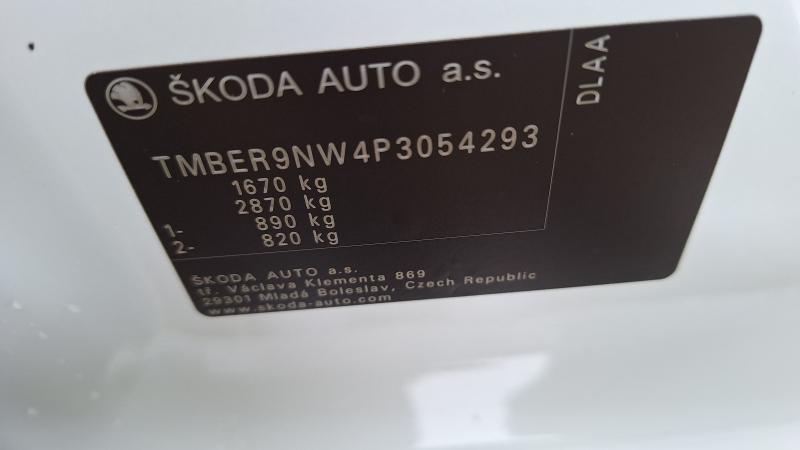 ŠKODA AUTO a.s.
DLAA
TMBER9NW4P3054293
1670 kg
2870 kg
1- 890 kg
2- 820 kg
ŠKODA AUTO a.s.
tř. Václava Klementa 869
29301 Mladá Boleslav, Czech Republic
www.skoda-auto.com